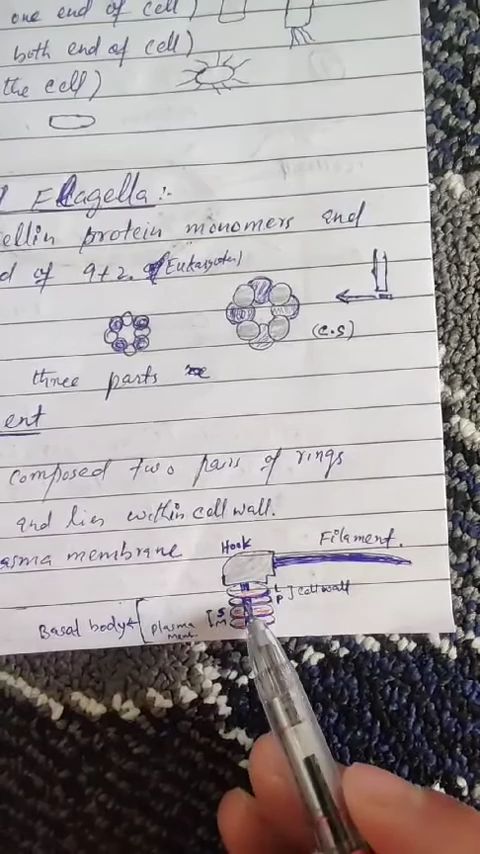 one end of cell)
both end of cell)
the cell)
Flagella :-
ellin protein monomers and
d of 9+2. (Eukaryotes)
(C.S)
three parts
ent
composed two pair of rings
and lies within cell wall.
asma membrane
Hook
Filament.
L
P ] cell wall
Basal body
plasma
mem.
S
M